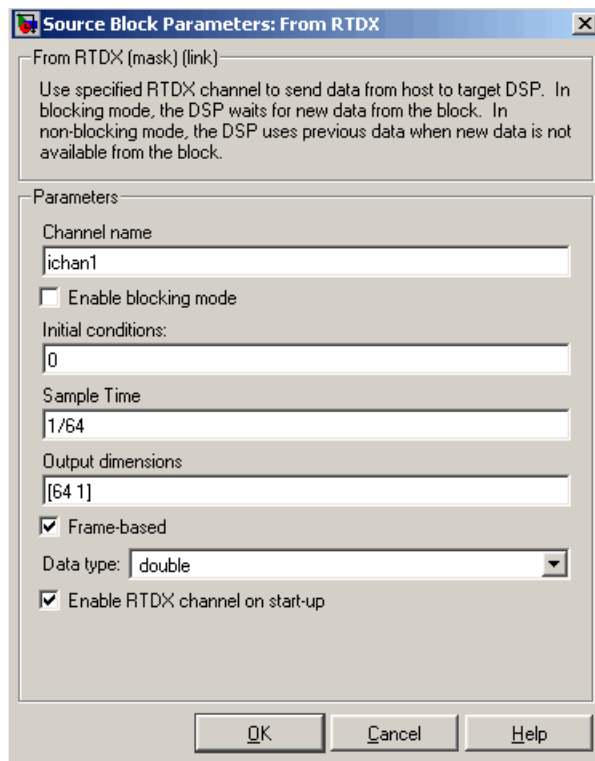 Source Block Parameters: From RTDX
From RTDX (mask) (link)
Use specified RTDX channel to send data from host to target DSP. In
blocking mode, the DSP waits for new data from the block. In
non-blocking mode, the DSP uses previous data when new data is not
available from the block.
Parameters
Channel name
ichan1
Enable blocking mode
Initial conditions:
0
Sample Time
1/64
Output dimensions
[64 1]
Frame-based
Data type: double
Enable RTDX channel on start-up
OK Cancel Help